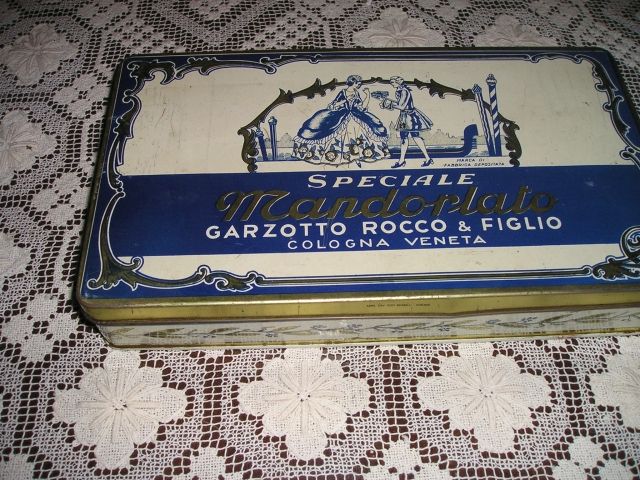 MARCA DI
FABBRICA DEPOSITATA
SPECIALE
Mandorlato
GARZOTTO ROCCO & FIGLIO
COLOGNA VENETA